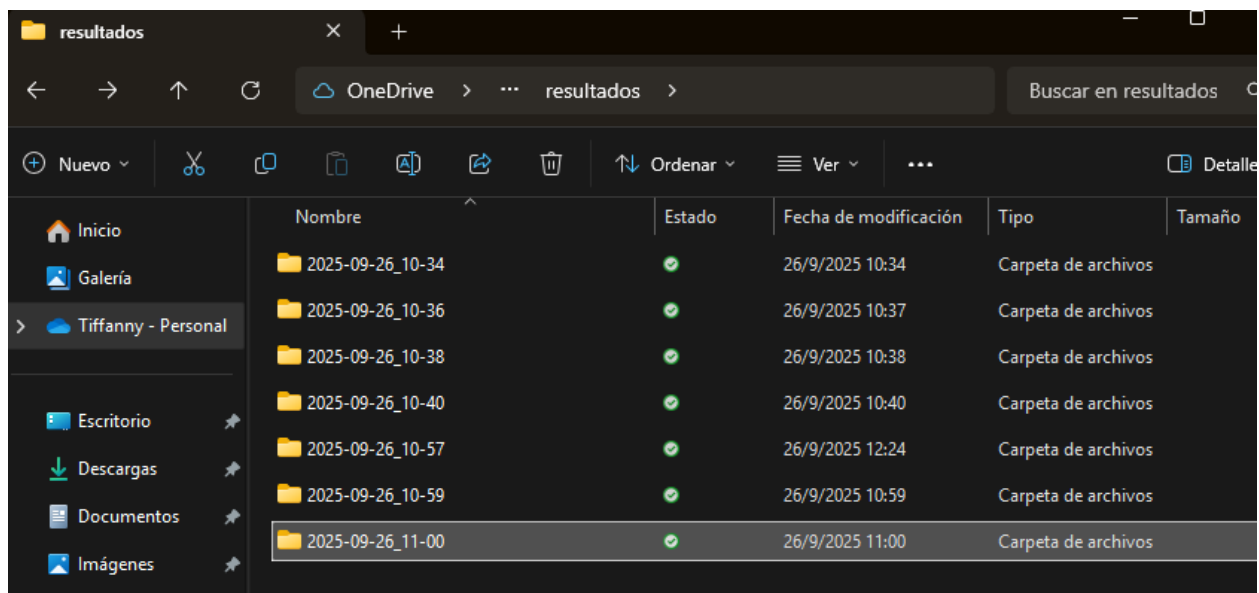 resultados
OneDrive > ... resultados >
Buscar en resultados
Nuevo
Ordenar
Ver
Detalle
Inicio
Galería
Tiffanny - Personal
Escritorio
Descargas
Documentos
Imágenes
Nombre Estado Fecha de modificación Tipo Tamaño
2025-09-26_10-34 26/9/2025 10:34 Carpeta de archivos
2025-09-26_10-36 26/9/2025 10:37 Carpeta de archivos
2025-09-26_10-38 26/9/2025 10:38 Carpeta de archivos
2025-09-26_10-40 26/9/2025 10:40 Carpeta de archivos
2025-09-26_10-57 26/9/2025 12:24 Carpeta de archivos
2025-09-26_10-59 26/9/2025 10:59 Carpeta de archivos
2025-09-26_11-00 26/9/2025 11:00 Carpeta de archivos